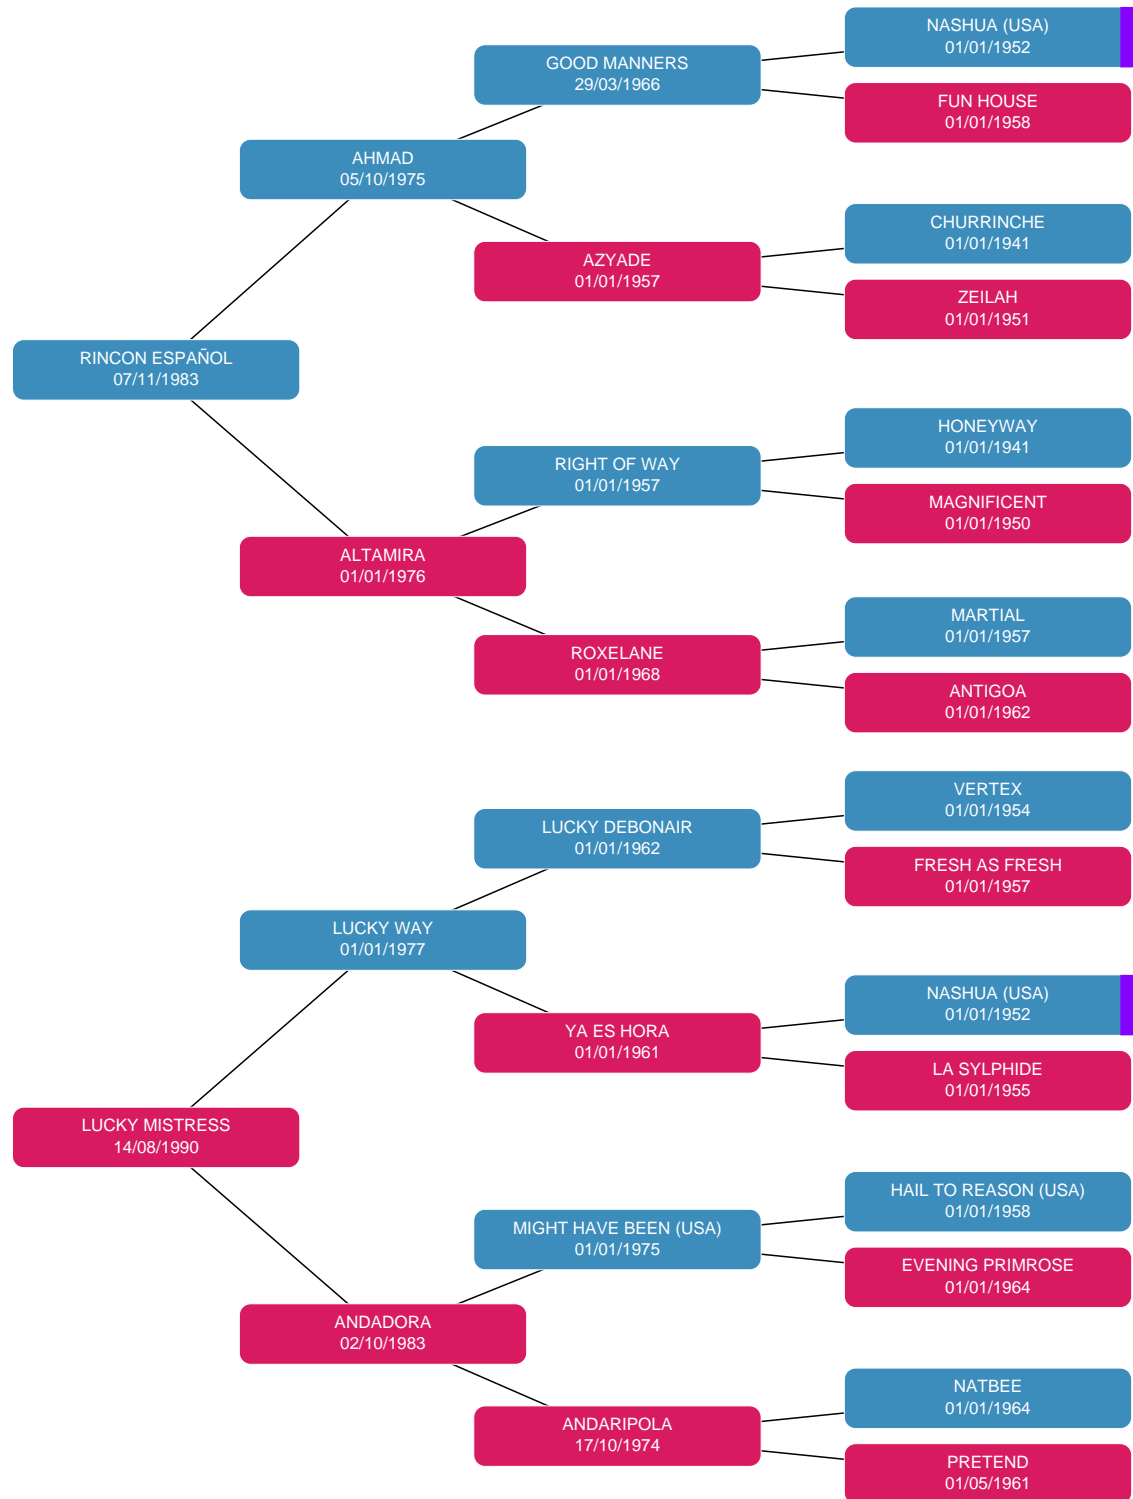 NASHUA (USA)
01/01/1952
GOOD MANNERS
29/03/1966
FUN HOUSE
01/01/1958
AHMAD
05/10/1975
CHURRINCHE
01/01/1941
AZYADE
01/01/1957
ZEILAH
01/01/1951
RINCON ESPAÑOL
07/11/1983
HONEYWAY
01/01/1941
RIGHT OF WAY
01/01/1957
MAGNIFICENT
01/01/1950
ALTAMIRA
01/01/1976
MARTIAL
01/01/1957
ROXELANE
01/01/1968
ANTIGOA
01/01/1962
VERTEX
01/01/1954
LUCKY DEBONAIR
01/01/1962
FRESH AS FRESH
01/01/1957
LUCKY WAY
01/01/1977
NASHUA (USA)
01/01/1952
YA ES HORA
01/01/1961
LA SYLPHIDE
01/01/1955
LUCKY MISTRESS
14/08/1990
HAIL TO REASON (USA)
01/01/1958
MIGHT HAVE BEEN (USA)
01/01/1975
EVENING PRIMROSE
01/01/1964
ANDADORA
02/10/1983
NATBEE
01/01/1964
ANDARIPOLA
17/10/1974
PRETEND
01/05/1961